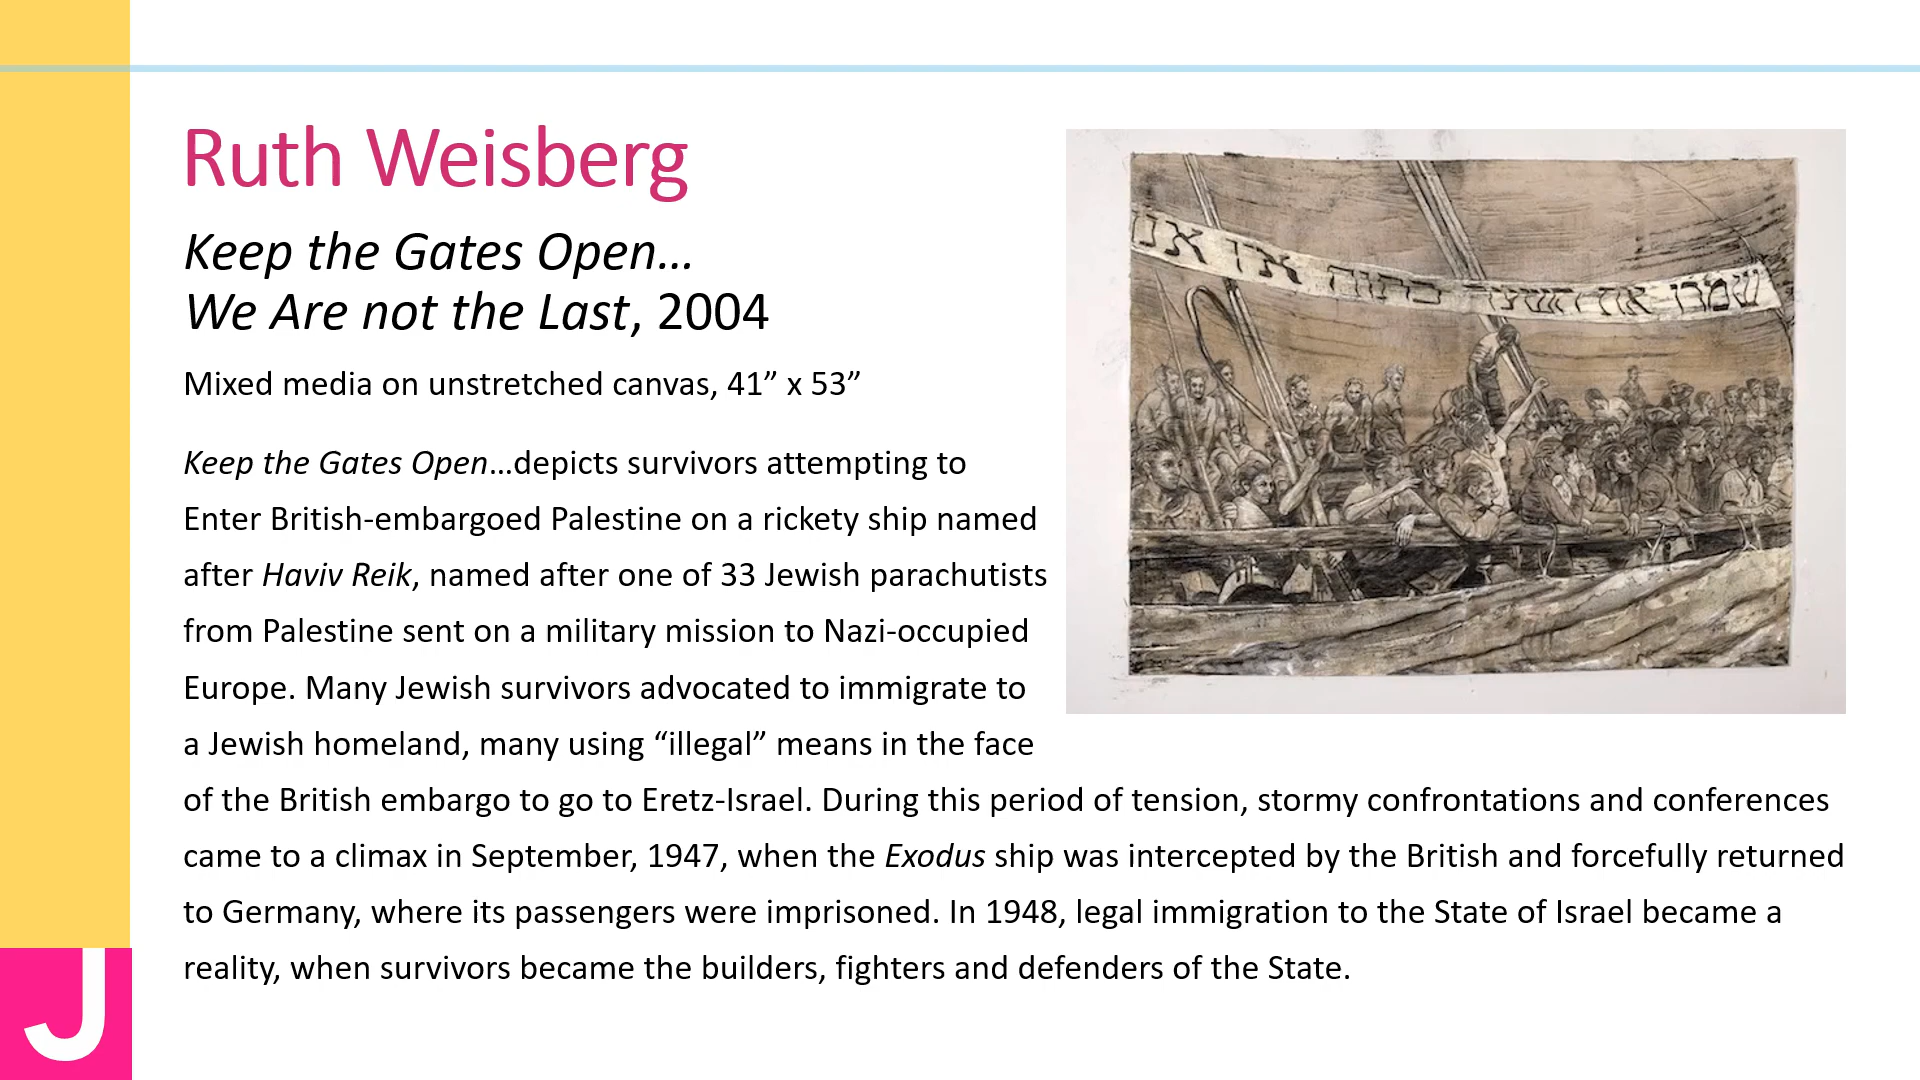 Ruth Weisberg
Keep the Gates Open…
We Are not the Last, 2004
Mixed media on unstretched canvas, 41” x 53”
Keep the Gates Open…depicts survivors attempting to
Enter British-embargoed Palestine on a rickety ship named
after Haviv Reik, named after one of 33 Jewish parachutists
from Palestine sent on a military mission to Nazi-occupied
Europe. Many Jewish survivors advocated to immigrate to
a Jewish homeland, many using “illegal” means in the face
of the British embargo to go to Eretz-Israel. During this period of tension, stormy confrontations and conferences
came to a climax in September, 1947, when the Exodus ship was intercepted by the British and forcefully returned
to Germany, where its passengers were imprisoned. In 1948, legal immigration to the State of Israel became a
reality, when survivors became the builders, fighters and defenders of the State.
שמרו את השער
J